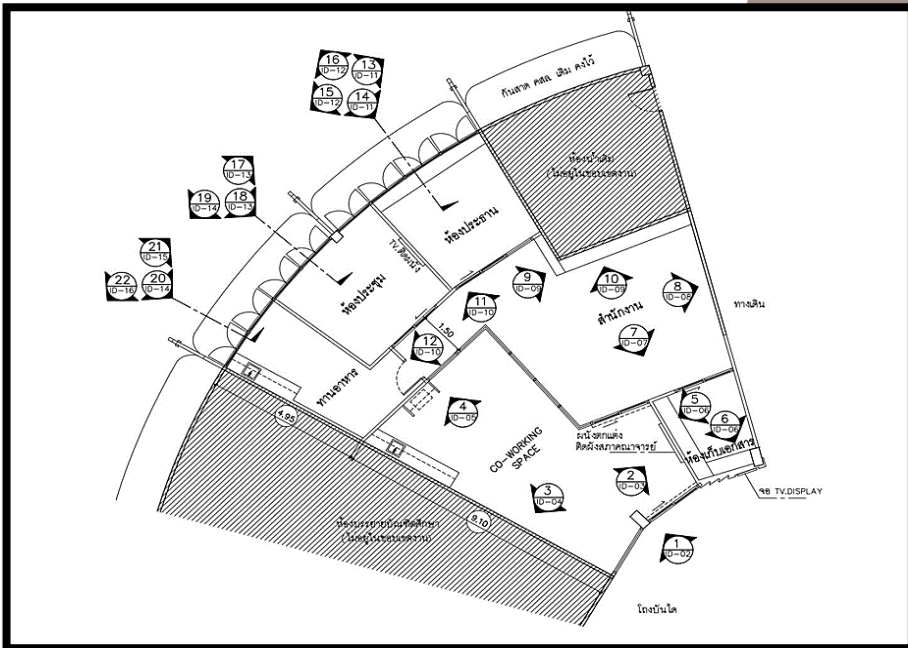 16
ID-12
13
ID-11
15
ID-12
14
ID-11
กันสาด คสล. เดิม คงไว้
17
ID-13
19
ID-14
18
ID-13
ห้องน้ำเดิม
(ไม่อยู่ในขอบเขตงาน)
21
ID-15
22
ID-16
20
ID-14
ห้องประธาน
TV.ติดผนัง
ห้องประชุม
9
ID-09
10
ID-09
8
ID-08
11
ID-10
สำนักงาน
ทางเดิน
1.50
12
ID-10
7
ID-07
ทานอาหาร
4.95
4
ID-05
5
ID-06
6
ID-06
ผนังตกแต่ง
ติดผังสภาคณาจารย์
ห้องเก็บเอกสาร
CO-WORKING
SPACE
2
ID-03
3
ID-04
จอ TV.DISPLAY
9.10
ห้องบรรยายบัณฑิตศึกษา
(ไม่อยู่ในขอบเขตงาน)
1
ID-02
โถงบันได